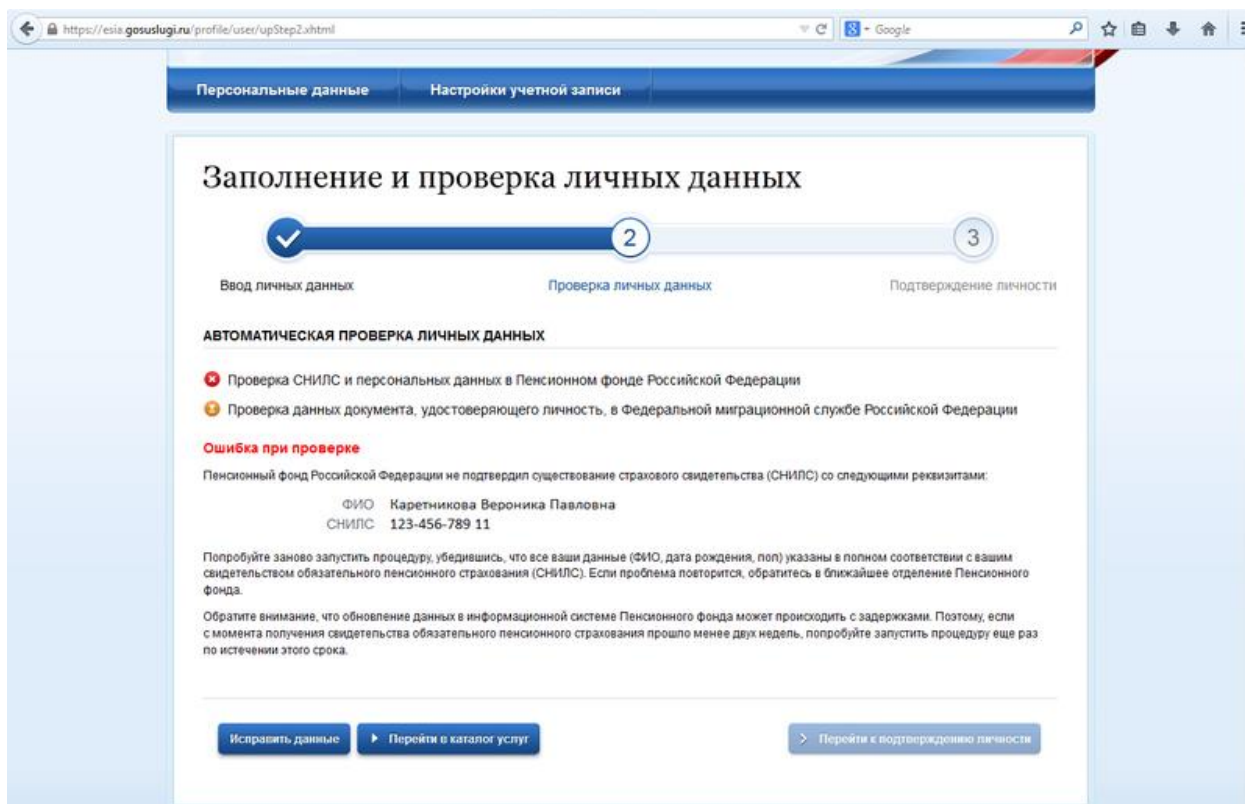 https://esia.gosuslugi.ru/profile/user/upStep2.xhtml
8 - Google
Персональные данные
Настройки учетной записи
Заполнение и проверка личных данных
2
3
Ввод личных данных
Проверка личных данных
Подтверждение личности
АВТОМАТИЧЕСКАЯ ПРОВЕРКА ЛИЧНЫХ ДАННЫХ
Проверка СНИЛС и персональных данных в Пенсионном фонде Российской Федерации
Проверка данных документа, удостоверяющего личность, в Федеральной миграционной службе Российской Федерации
Ошибка при проверке
Пенсионный фонд Российской Федерации не подтвердил существование страхового свидетельства (СНИЛС) со следующими реквизитами:
ФИО Каретникова Вероника Павловна
СНИЛС 123-456-789 11
Попробуйте заново запустить процедуру, убедившись, что все ваши данные (ФИО, дата рождения, пол) указаны в полном соответствии с вашим
свидетельством обязательного пенсионного страхования (СНИЛС). Если проблема повторится, обратитесь в ближайшее отделение Пенсионного
фонда.
Обратите внимание, что обновление данных в информационной системе Пенсионного фонда может происходить с задержками. Поэтому, если
с момента получения свидетельства обязательного пенсионного страхования прошло менее двух недель, попробуйте запустить процедуру еще раз
по истечении этого срока.
Исправить данные
Перейти в каталог услуг
Перейти к подтверждению личности